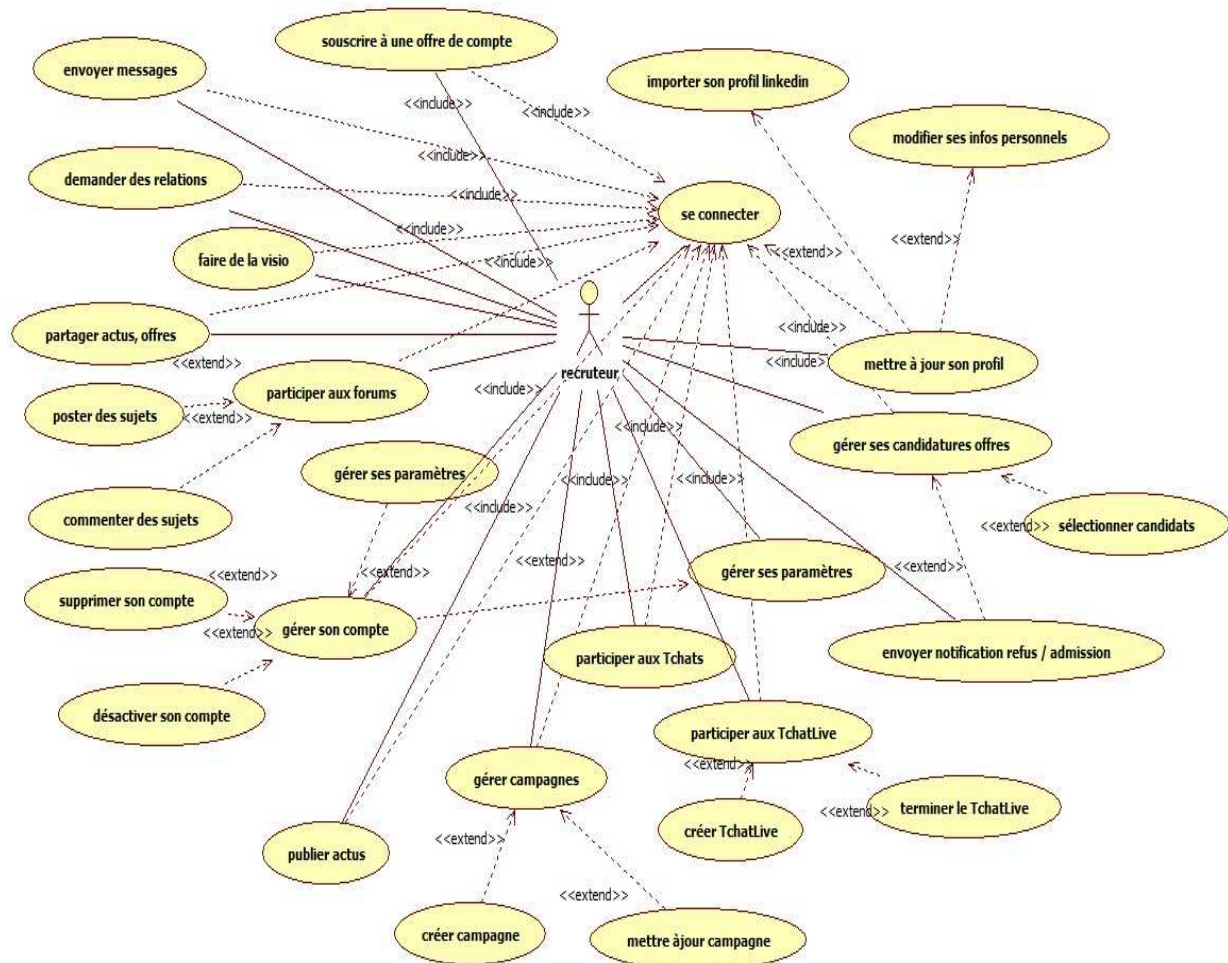 souscrire à une offre de compte
envoyer messages
importer son profil linkedin
<<include>>
<<include>>
modifier ses infos personnels
<<include>>
demander des relations
<<include>>
se connecter
<<include>>
faire de la visio
<<include>>
<<extend>>
<<extend>>
partager actus, offres
<<include>>
<<extend>>
<<include>>
mettre à jour son profil
recruteur
participer aux forums
<<include>>
poster des sujets
<<extend>>
<<include>>
gérer ses candidatures offres
gérer ses paramètres
<<include>>
<<include>>
<<include>>
commenter des sujets
<<extend>>
sélectionner candidats
<<include>>
<<extend>>
<<extend>>
<<extend>>
<<extend>>
gérer ses paramètres
supprimer son compte
<<extend>>
gérer son compte
participer aux Tchats
envoyer notification refus / admission
désactiver son compte
participer aux TchatLive
<<extend>>
gérer campagnes
<<extend>>
terminer le TchatLive
créer TchatLive
<<extend>>
publier actus
<<extend>>
créer campagne
mettre àjour campagne